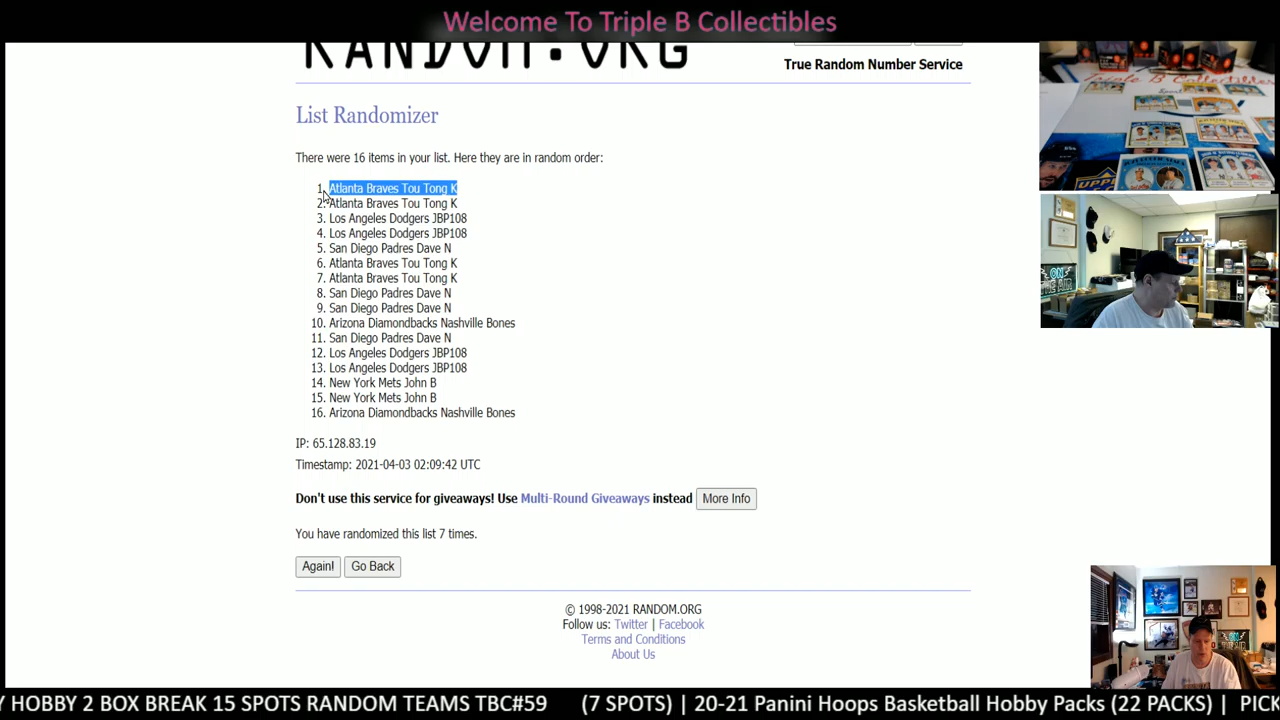 Welcome To Triple B Collectibles
RANDOM.ORG
True Random Number Service
List Randomizer
There were 16 items in your list. Here they are in random order:
1. Atlanta Braves Tou Tong K
2. Atlanta Braves Tou Tong K
3. Los Angeles Dodgers JBP108
4. Los Angeles Dodgers JBP108
5. San Diego Padres Dave N
6. Atlanta Braves Tou Tong K
7. Atlanta Braves Tou Tong K
8. San Diego Padres Dave N
9. San Diego Padres Dave N
10. Arizona Diamondbacks Nashville Bones
11. San Diego Padres Dave N
12. Los Angeles Dodgers JBP108
13. Los Angeles Dodgers JBP108
14. New York Mets John B
15. New York Mets John B
16. Arizona Diamondbacks Nashville Bones
IP: 65.128.83.19
Timestamp: 2021-04-03 02:09:42 UTC
Don't use this service for giveaways! Use Multi-Round Giveaways instead More Info
You have randomized this list 7 times.
Again! Go Back
© 1998-2021 RANDOM.ORG
Follow us: Twitter | Facebook
Terms and Conditions
About Us
Triple B Collectibles
UPPE
ON THE AIR
Y HOBBY 2 BOX BREAK 15 SPOTS RANDOM TEAMS TBC#59 (7 SPOTS) | 20-21 Panini Hoops Basketball Hobby Packs (22 PACKS) | PICK